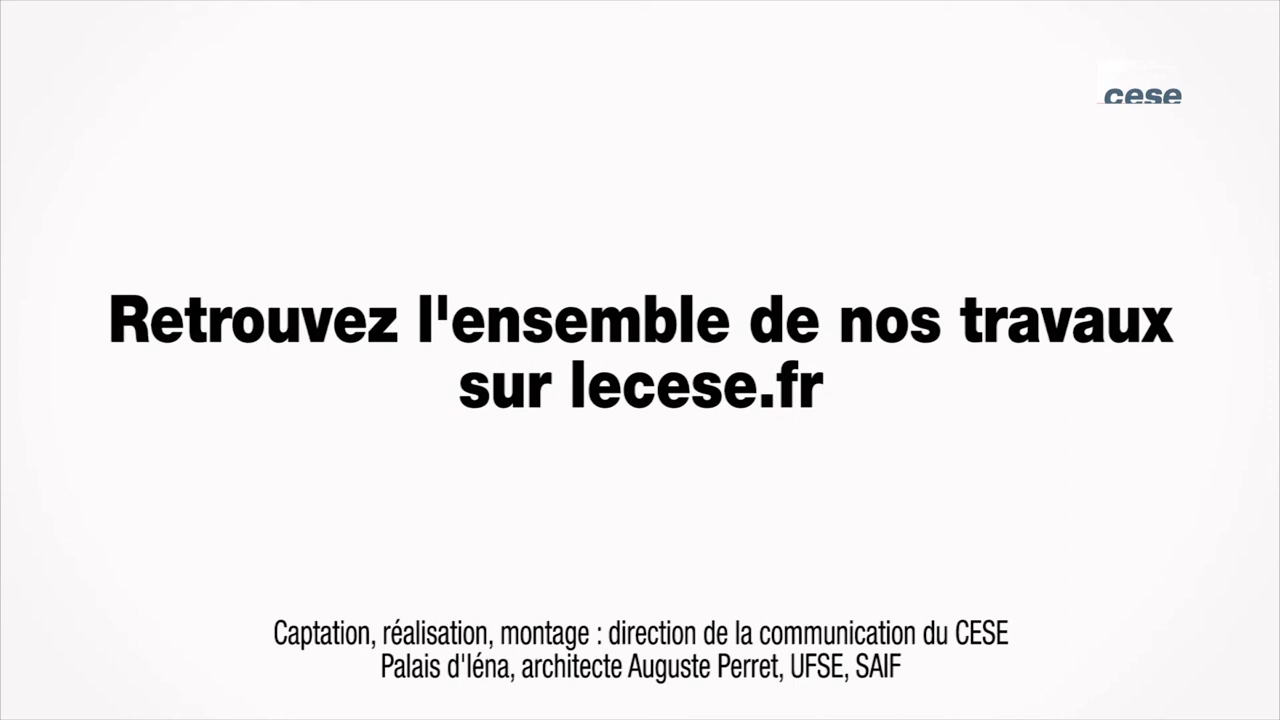 cese
Retrouvez l'ensemble de nos travaux
sur lecese.fr
Captation, réalisation, montage : direction de la communication du CESE
Palais d'Iéna, architecte Auguste Perret, UFSE, SAIF